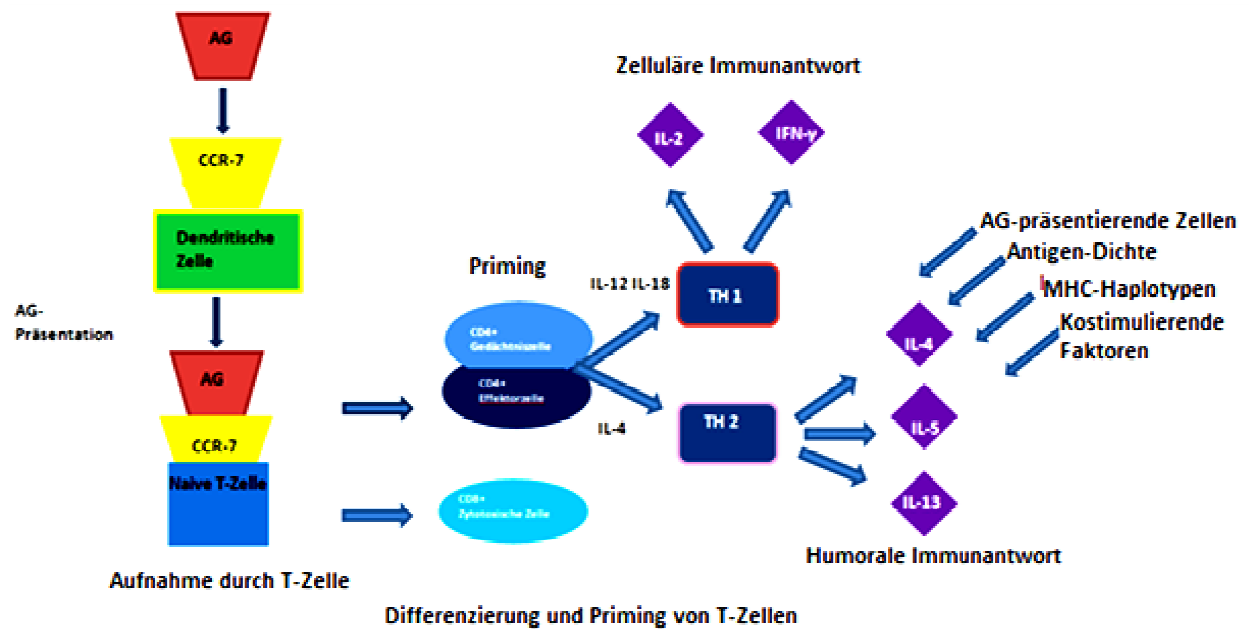 AG
CCR-7
Dendritische
Zelle
AG-
Präsentation
AG
CCR-7
Naive T-Zelle
Aufnahme durch T-Zelle
Priming
CD4+
Gedächtniszelle
CD4+
Effektorzelle
CD8+
Zytotoxische Zelle
IL-12 IL-18
IL-4
TH 1
TH 2
Zelluläre Immunantwort
IL-2
IFN-γ
AG-präsentierende Zellen
Antigen-Dichte
MHC-Haplotypen
Kostimulierende
Faktoren
IL-4
IL-5
IL-13
Humorale Immunantwort
Differenzierung und Priming von T-Zellen